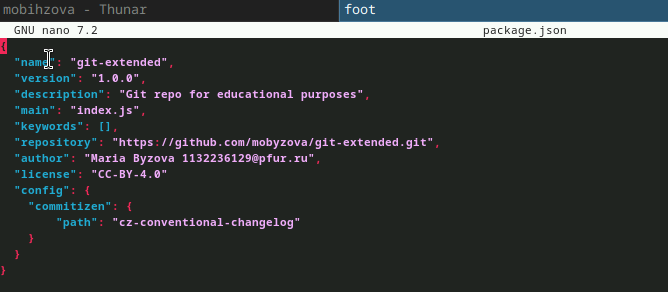 mobihzova - Thunar foot
GNU nano 7.2 package.json
{
"name": "git-extended",
"version": "1.0.0",
"description": "Git repo for educational purposes",
"main": "index.js",
"keywords": [],
"repository": "https://github.com/mobyzova/git-extended.git",
"author": "Maria Byzova 1132236129@pfur.ru",
"license": "CC-BY-4.0"
"config": {
"commitizen": {
"path": "cz-conventional-changelog"
}
}
}